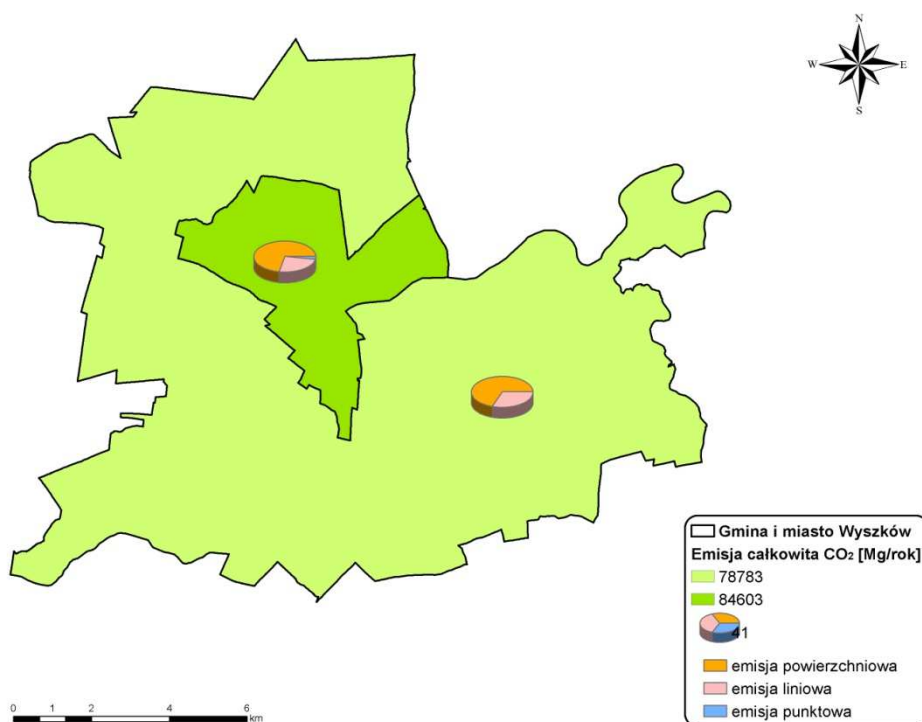 N
W E
S
Gmina i miasto Wyszków
Emisja całkowita CO₂ [Mg/rok]
78783
84603
41
emisja powierzchniowa
emisja liniowa
emisja punktowa
0 1 2 4 6
km